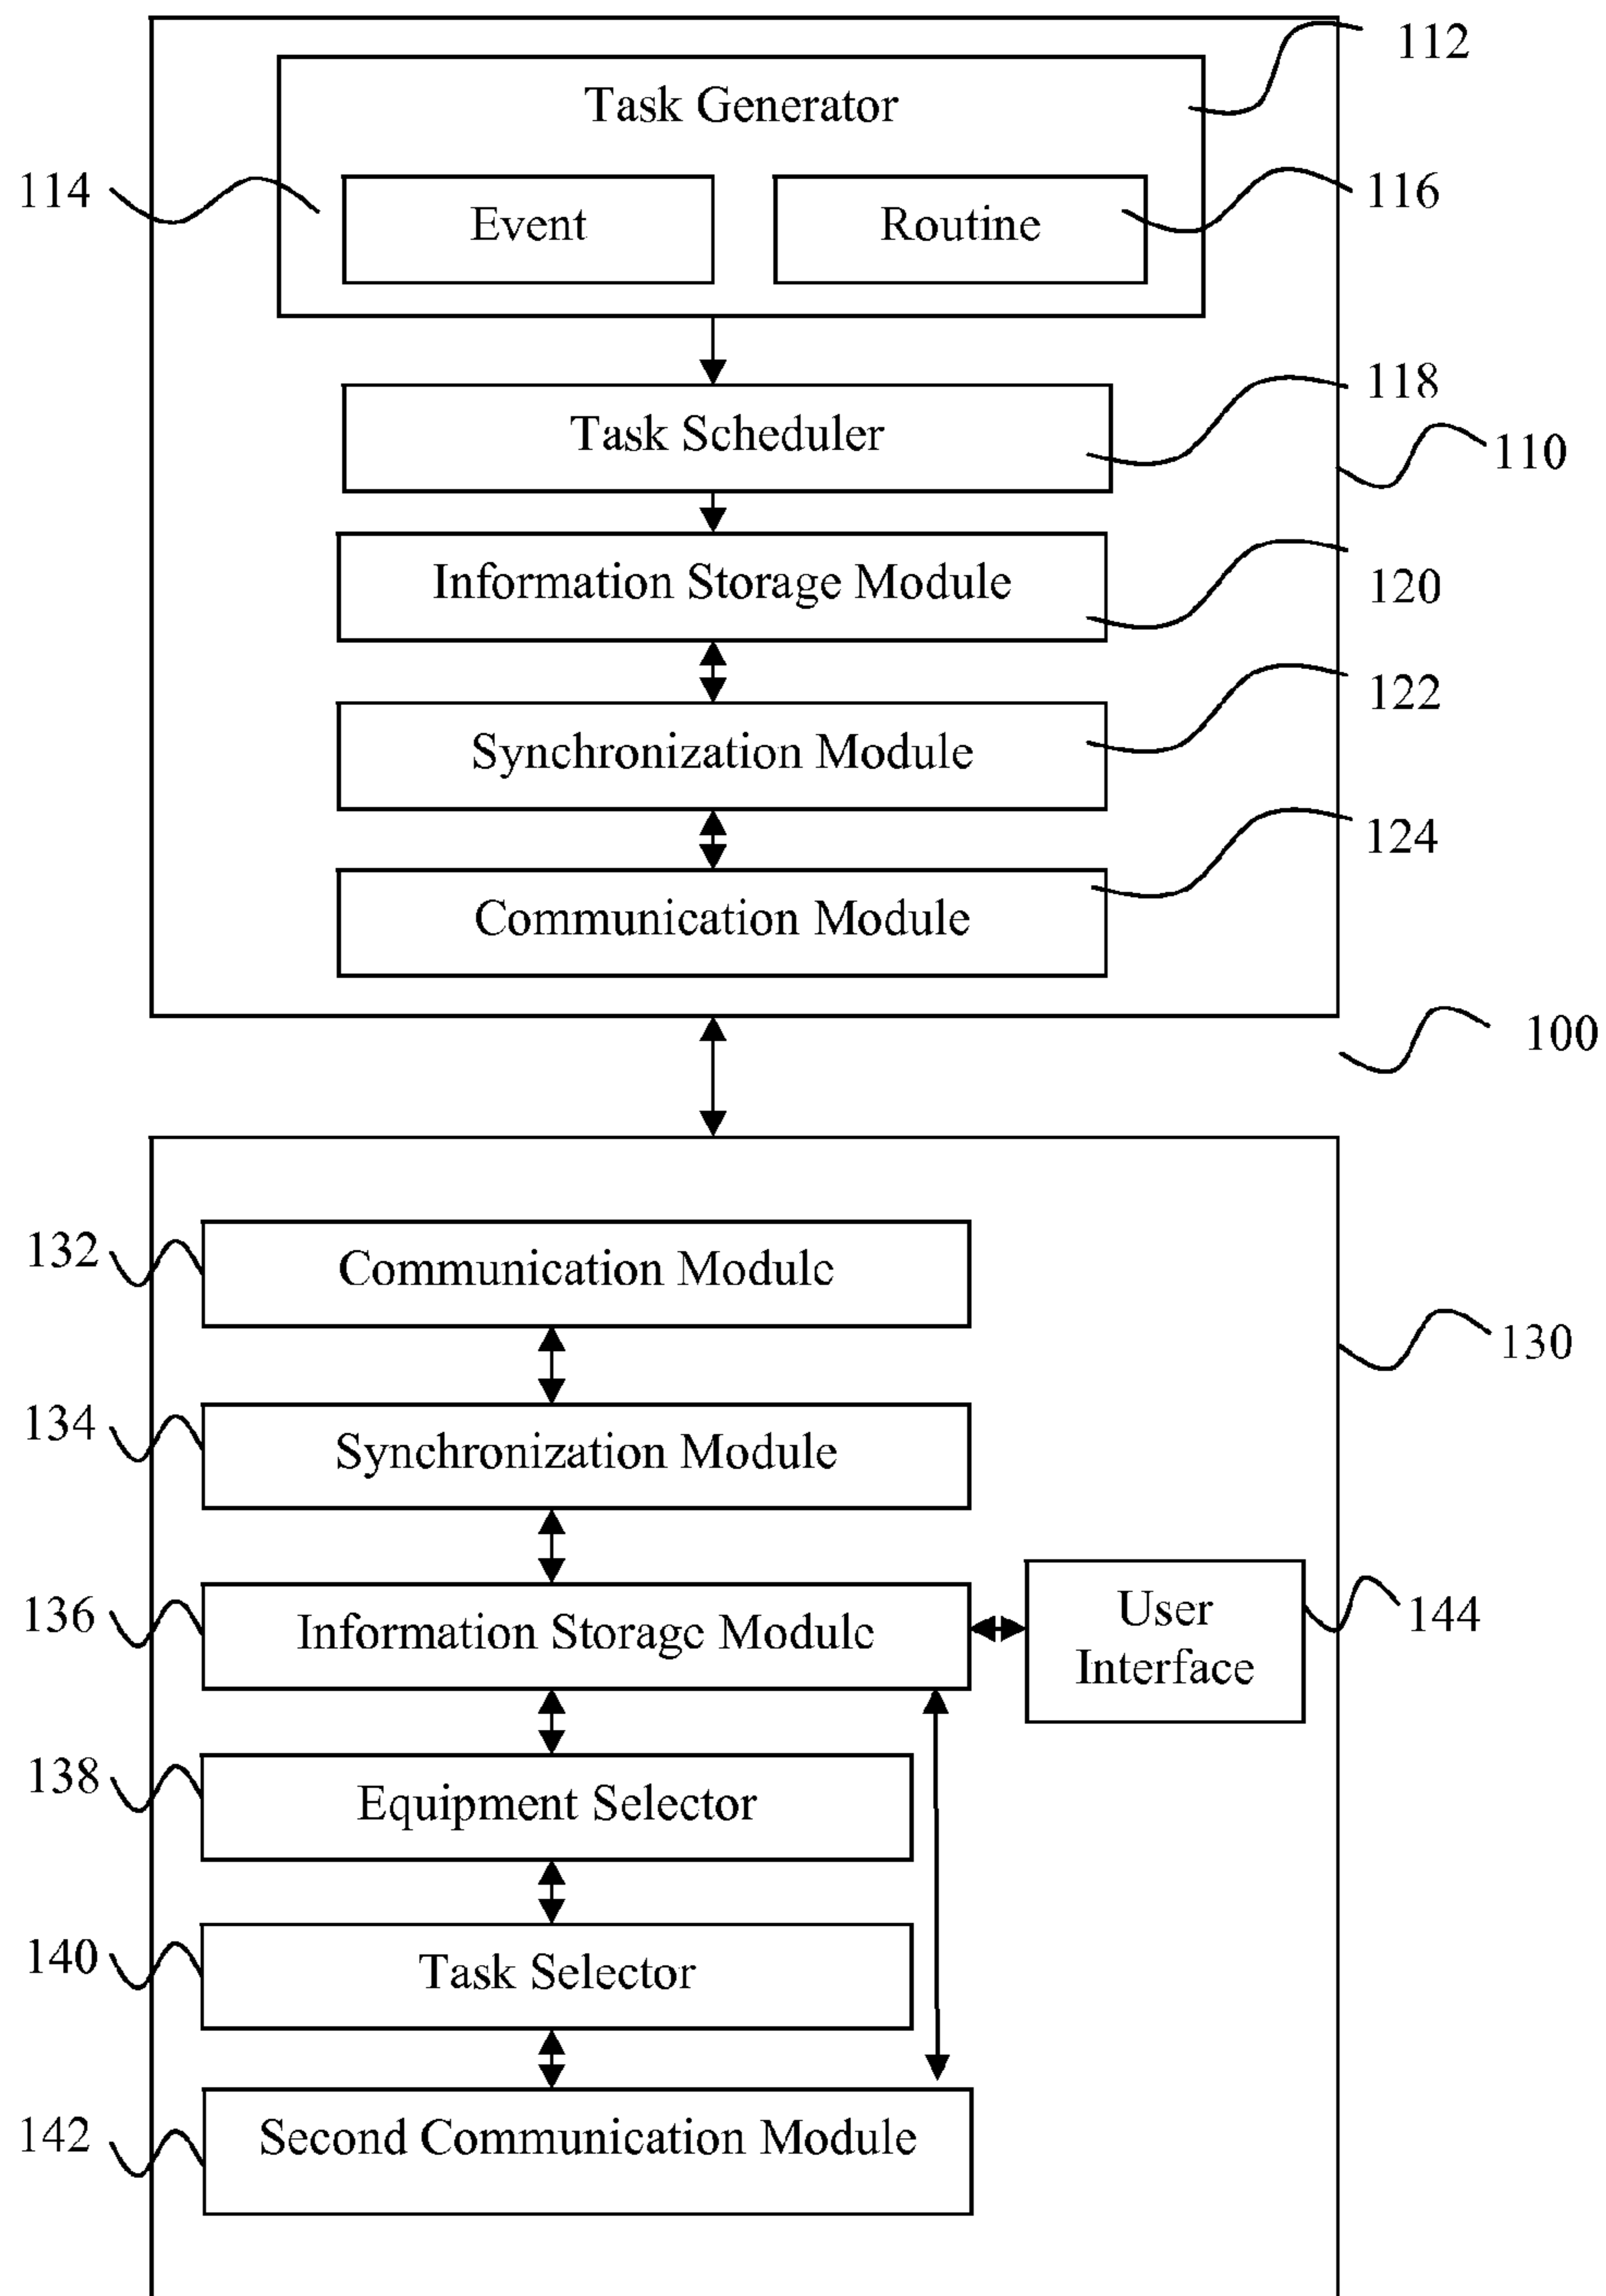 112
Task Generator
114
Event
Routine
116
118
Task Scheduler
110
Information Storage Module
120
122
Synchronization Module
124
Communication Module
100
132
Communication Module
130
134
Synchronization Module
136
Information Storage Module
User
Interface
144
138
Equipment Selector
140
Task Selector
142
Second Communication Module